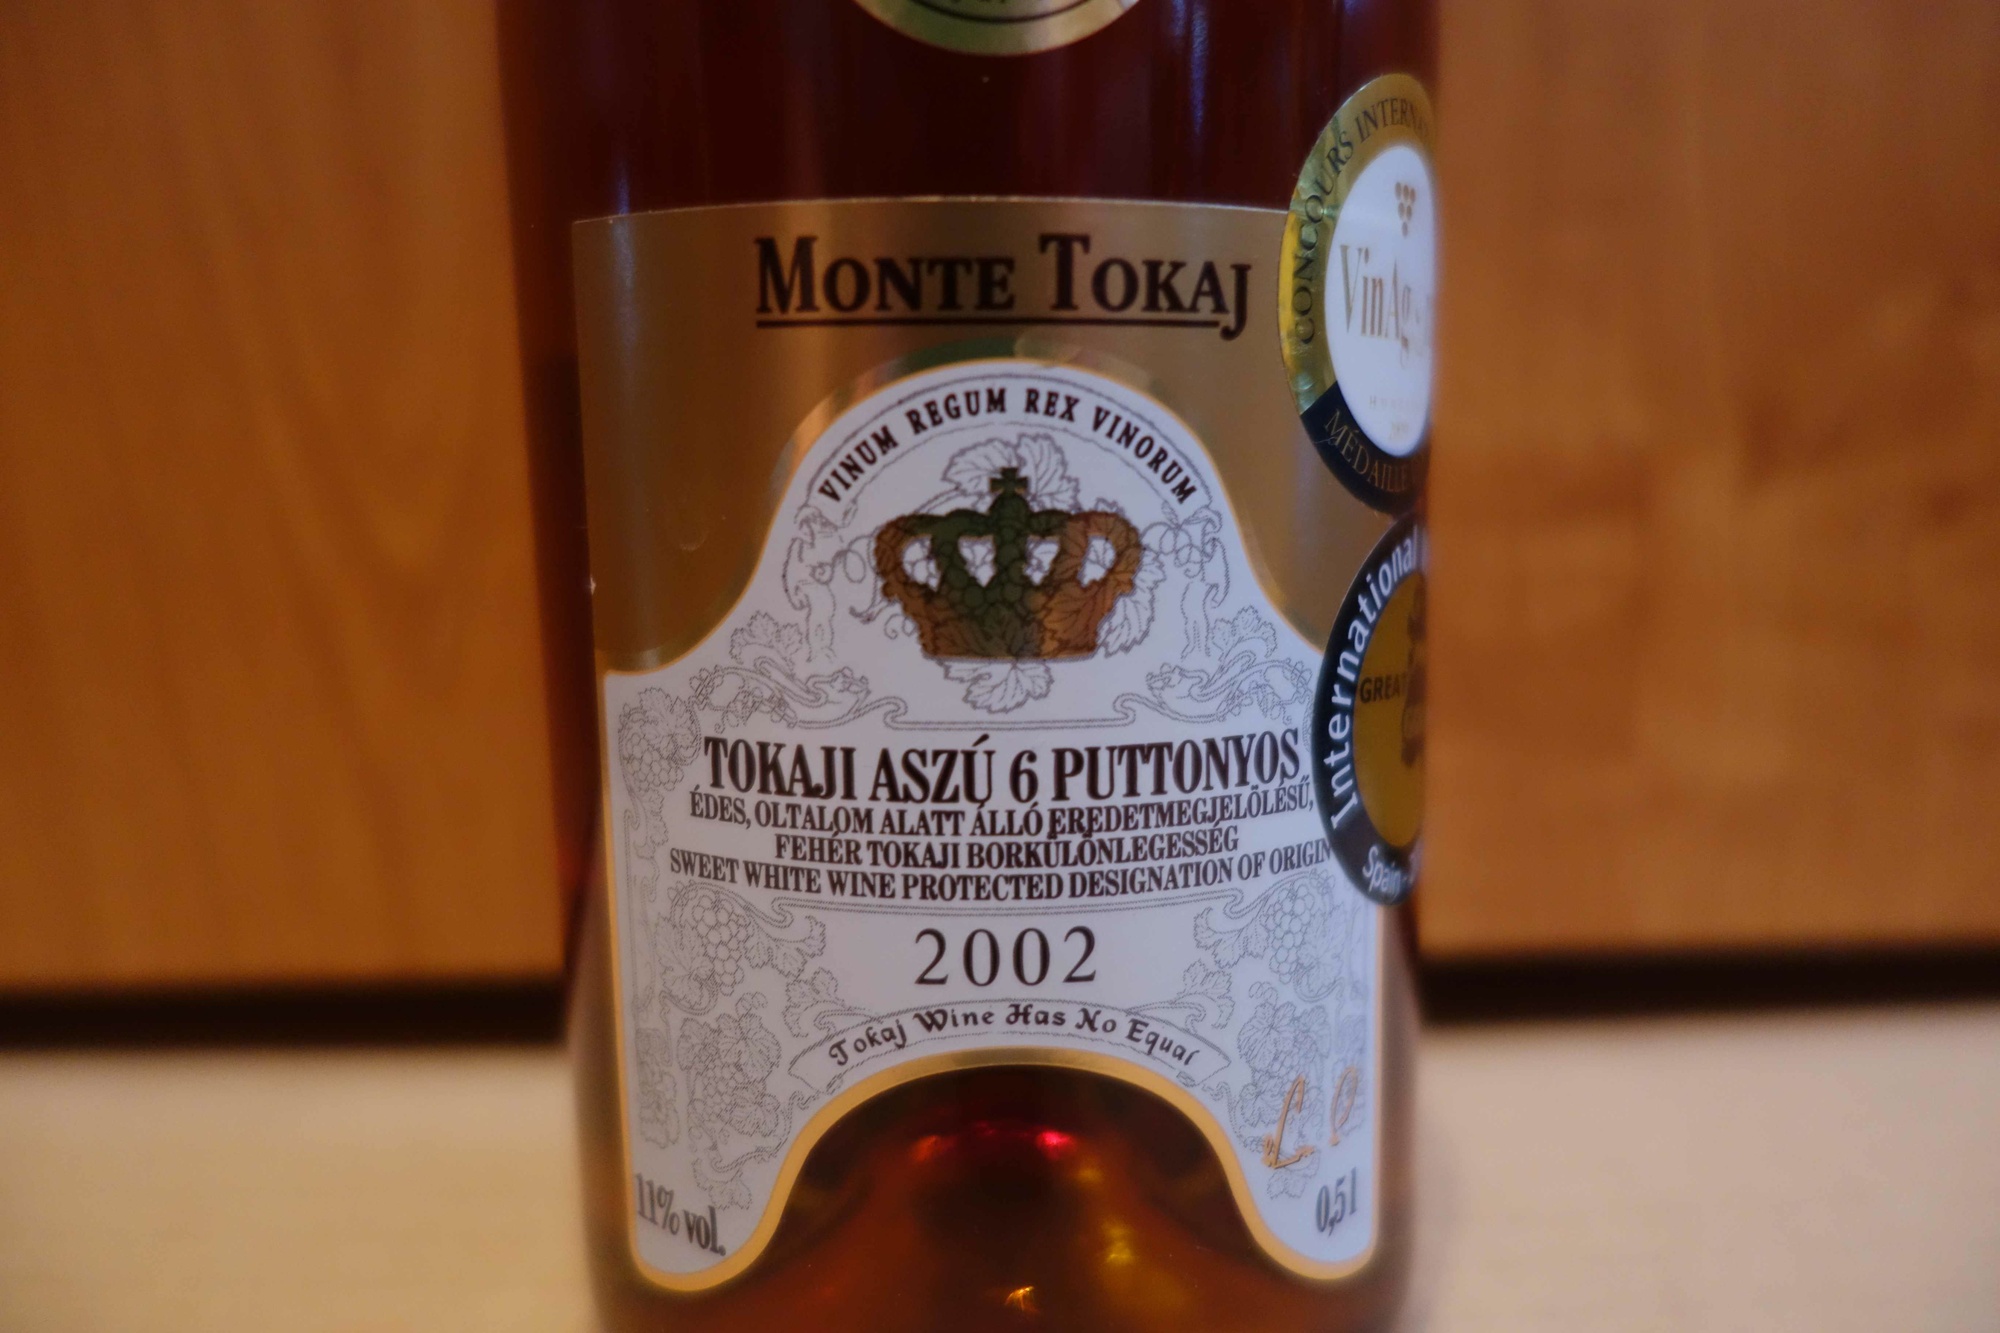 MONTE TOKAJ
VINUM REGUM REX VINORUM
TOKAJI ASZÚ 6 PUTTONYOS
ÉDES, OLTALOM ALATT ÁLLÓ EREDETMEGJELÖLÉSŰ,
FEHÉR TOKAJI BORKÜLÖNLEGESSÉG
SWEET WHITE WINE PROTECTED DESIGNATION OF ORIGIN
2002
Tokaj Wine Has No Equal
11% vol.
0,5 l
CONCOURS
MÉDAILLE
International
GREAT
Spain